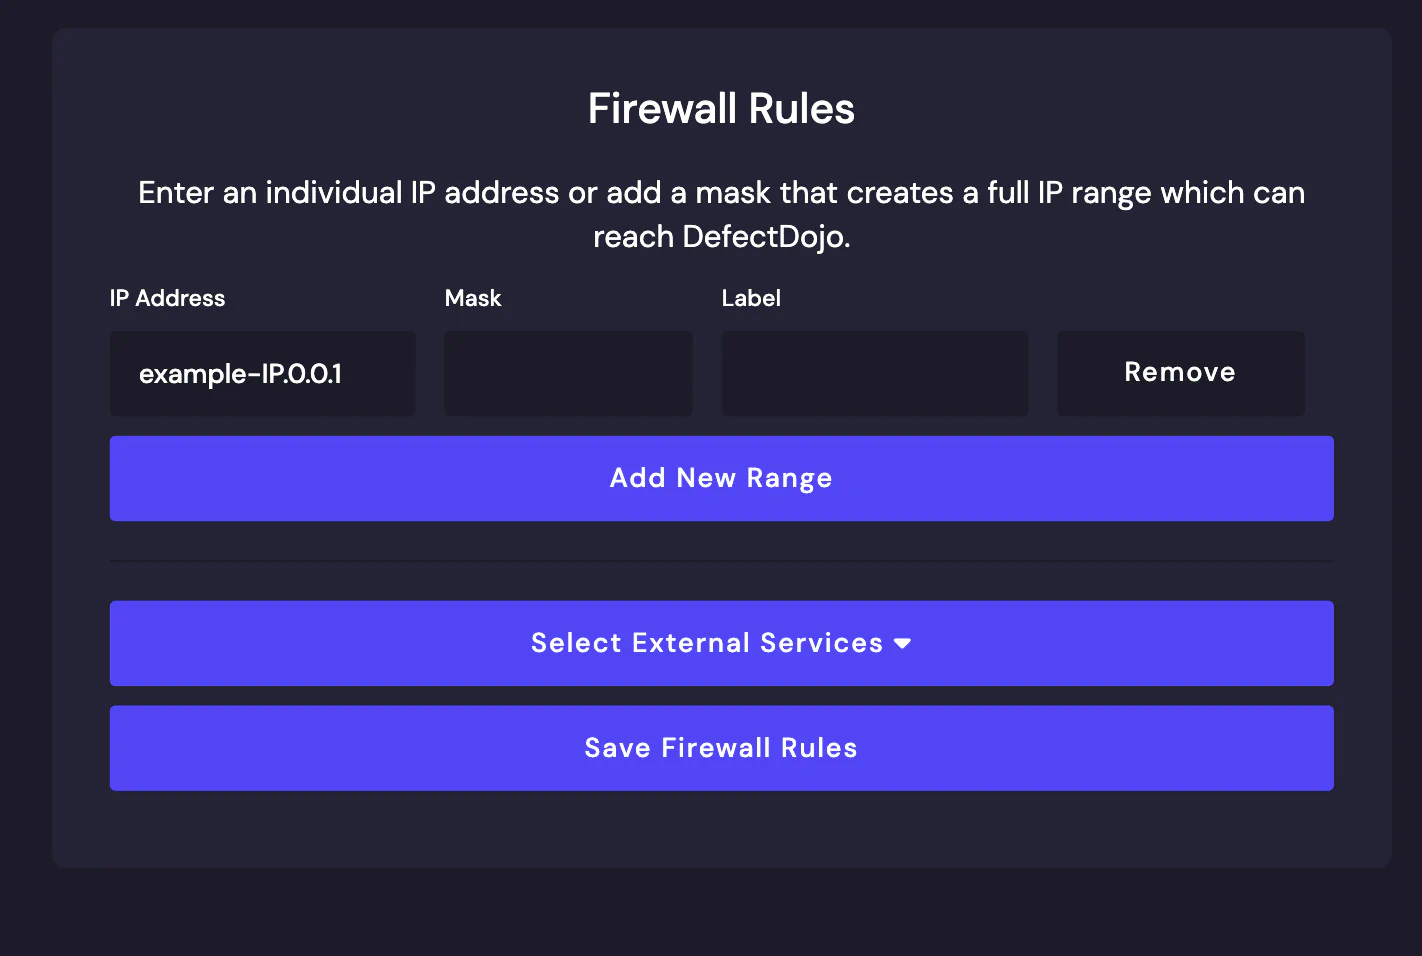 Firewall Rules
Enter an individual IP address or add a mask that creates a full IP range which can
reach DefectDojo.
IP Address Mask Label
example-IP.0.0.1 Remove
Add New Range
Select External Services
Save Firewall Rules